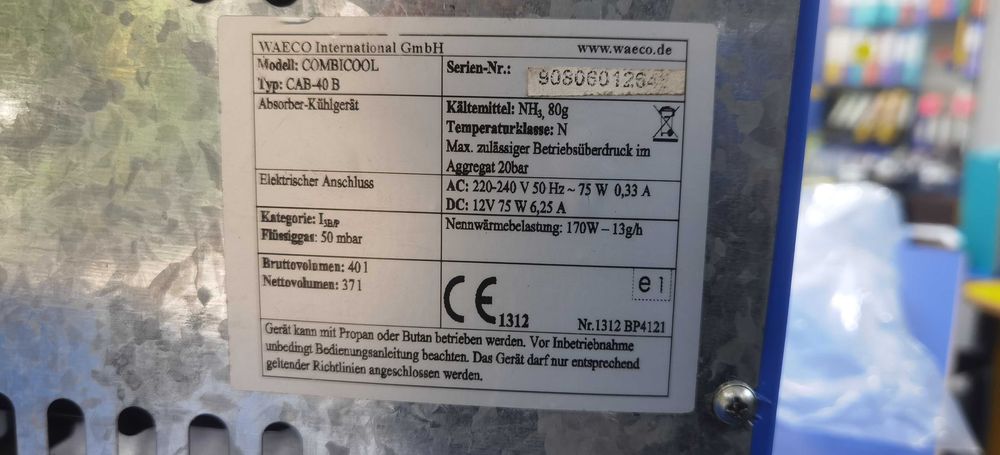 WAECO International GmbH www.waeco.de
Modell: COMBICOOL
Typ: CAB-40 B
Serien-Nr.:
Absorber-Kühlgerät
Kältemittel: NH₃, 80g
Temperaturklasse: N
Max. zulässiger Betriebsüberdruck im
Aggregat 20bar
Elektrischer Anschluss
AC: 220-240 V 50 Hz ~ 75 W 0,33 A
DC: 12V 75 W 6,25 A
Kategorie: I3B/P
Flüssiggas: 50 mbar
Nennwärmebelastung: 170W – 13g/h
Bruttovolumen: 40 l
Nettovolumen: 37 l
CE 1312
e1
Nr.1312 BP4121
Gerät kann mit Propan oder Butan betrieben werden. Vor Inbetriebnahme
unbedingt Bedienungsanleitung beachten. Das Gerät darf nur entsprechend
geltender Richtlinien angeschlossen werden.